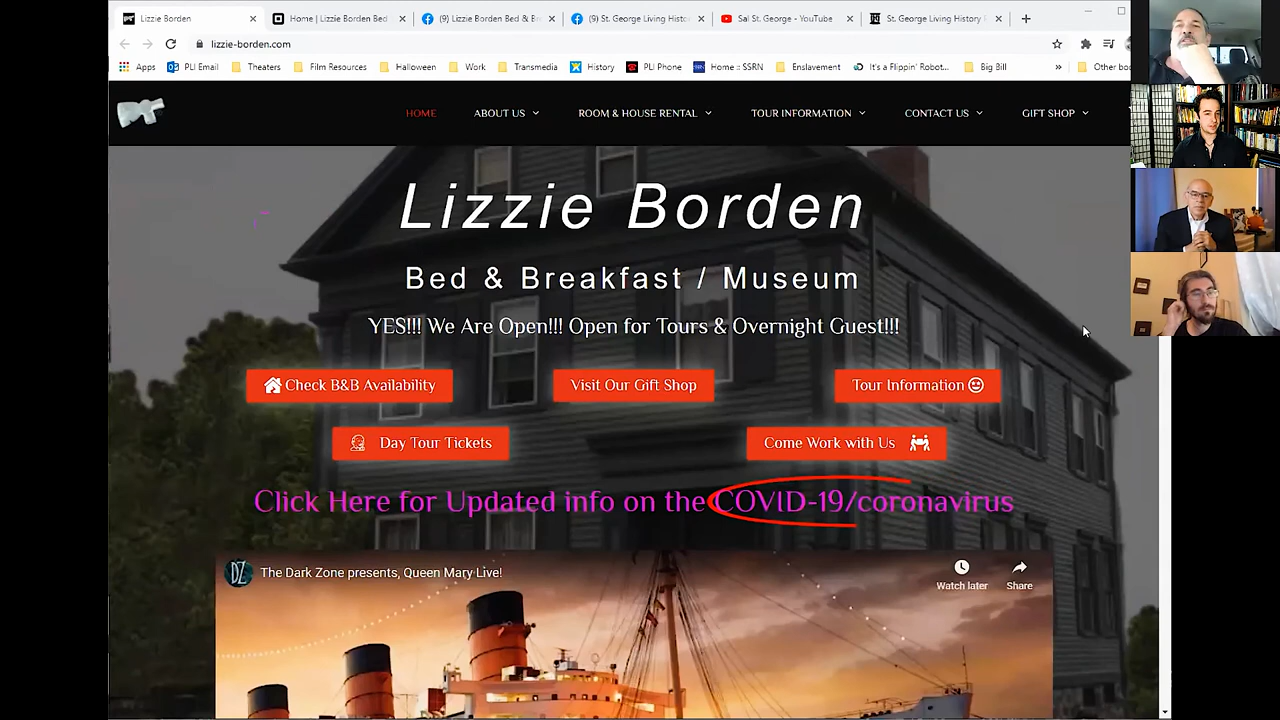 Lizzie Borden
Home | Lizzie Borden Bed
(9) Lizzie Borden Bed & Br
(9) St. George Living Histo
Sal St. George - YouTube
St. George Living History
lizzie-borden.com
Apps
PLI Email
Theaters
Film Resources
Halloween
Work
Transmedia
History
PLI Phone
Home :: SSRN
Enslavement
It's a Flippin' Robot...
Big Bill
»
Other boo
HOME
ABOUT US
ROOM & HOUSE RENTAL
TOUR INFORMATION
CONTACT US
GIFT SHOP
Lizzie Borden
Bed & Breakfast / Museum
YES!!! We Are Open!!! Open for Tours & Overnight Guest!!!
Check B&B Availability
Visit Our Gift Shop
Tour Information
Day Tour Tickets
Come Work with Us
Click Here for Updated info on the COVID-19/coronavirus
DZ
The Dark Zone presents, Queen Mary Live!
Watch later
Share